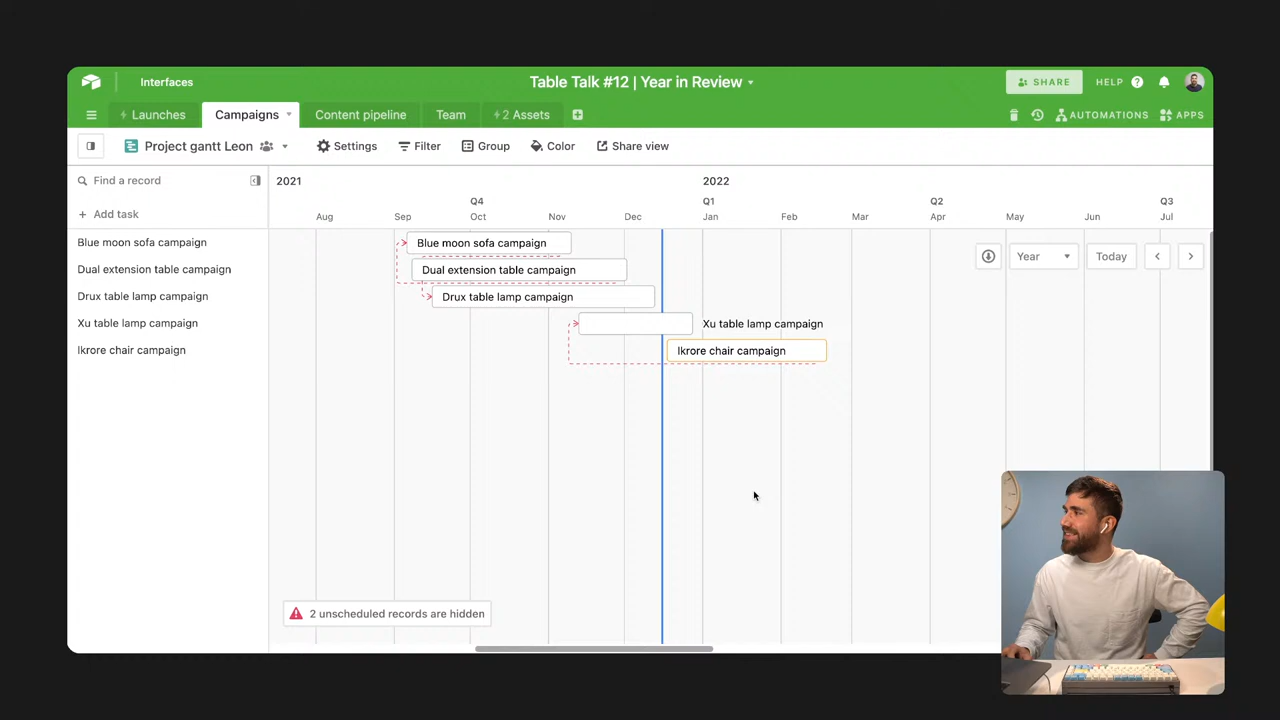 Interfaces
Table Talk #12 | Year in Review
SHARE
HELP
Launches
Campaigns
Content pipeline
Team
2 Assets
AUTOMATIONS
APPS
Project gantt Leon
Settings
Filter
Group
Color
Share view
Find a record
Add task
2021
2022
Q4
Q1
Q2
Q3
Aug
Sep
Oct
Nov
Dec
Jan
Feb
Mar
Apr
May
Jun
Jul
Blue moon sofa campaign
Blue moon sofa campaign
Year
Today
Dual extension table campaign
Dual extension table campaign
Drux table lamp campaign
Drux table lamp campaign
Xu table lamp campaign
Xu table lamp campaign
Ikrore chair campaign
Ikrore chair campaign
2 unscheduled records are hidden